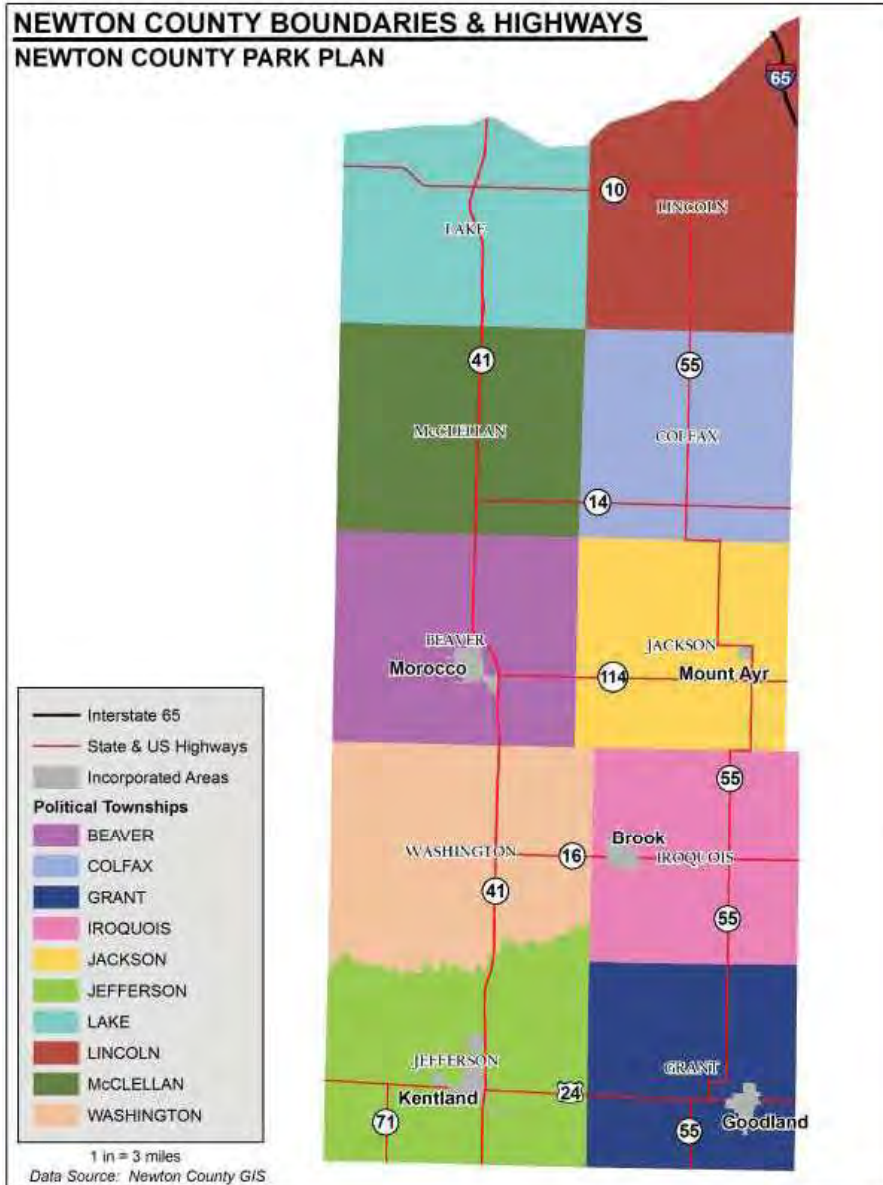 NEWTON COUNTY BOUNDARIES & HIGHWAYS
NEWTON COUNTY PARK PLAN
65
10
LINCOLN
LAKE
41
55
McCLELLAN
COLFAX
14
BEAVER
JACKSON
Morocco
114
Mount Ayr
55
Brook
WASHINGTON
16
IROQUOIS
41
55
JEFFERSON
GRANT
Kentland
24
Goodland
71
55
Interstate 65
State & US Highways
Incorporated Areas
Political Townships
BEAVER
COLFAX
GRANT
IROQUOIS
JACKSON
JEFFERSON
LAKE
LINCOLN
McCLELLAN
WASHINGTON
1 in = 3 miles
Data Source: Newton County GIS